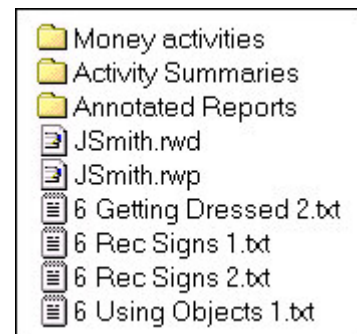 Money activities
Activity Summaries
Annotated Reports
JSmith.rwd
JSmith.rwp
6 Getting Dressed 2.txt
6 Rec Signs 1.txt
6 Rec Signs 2.txt
6 Using Objects 1.txt